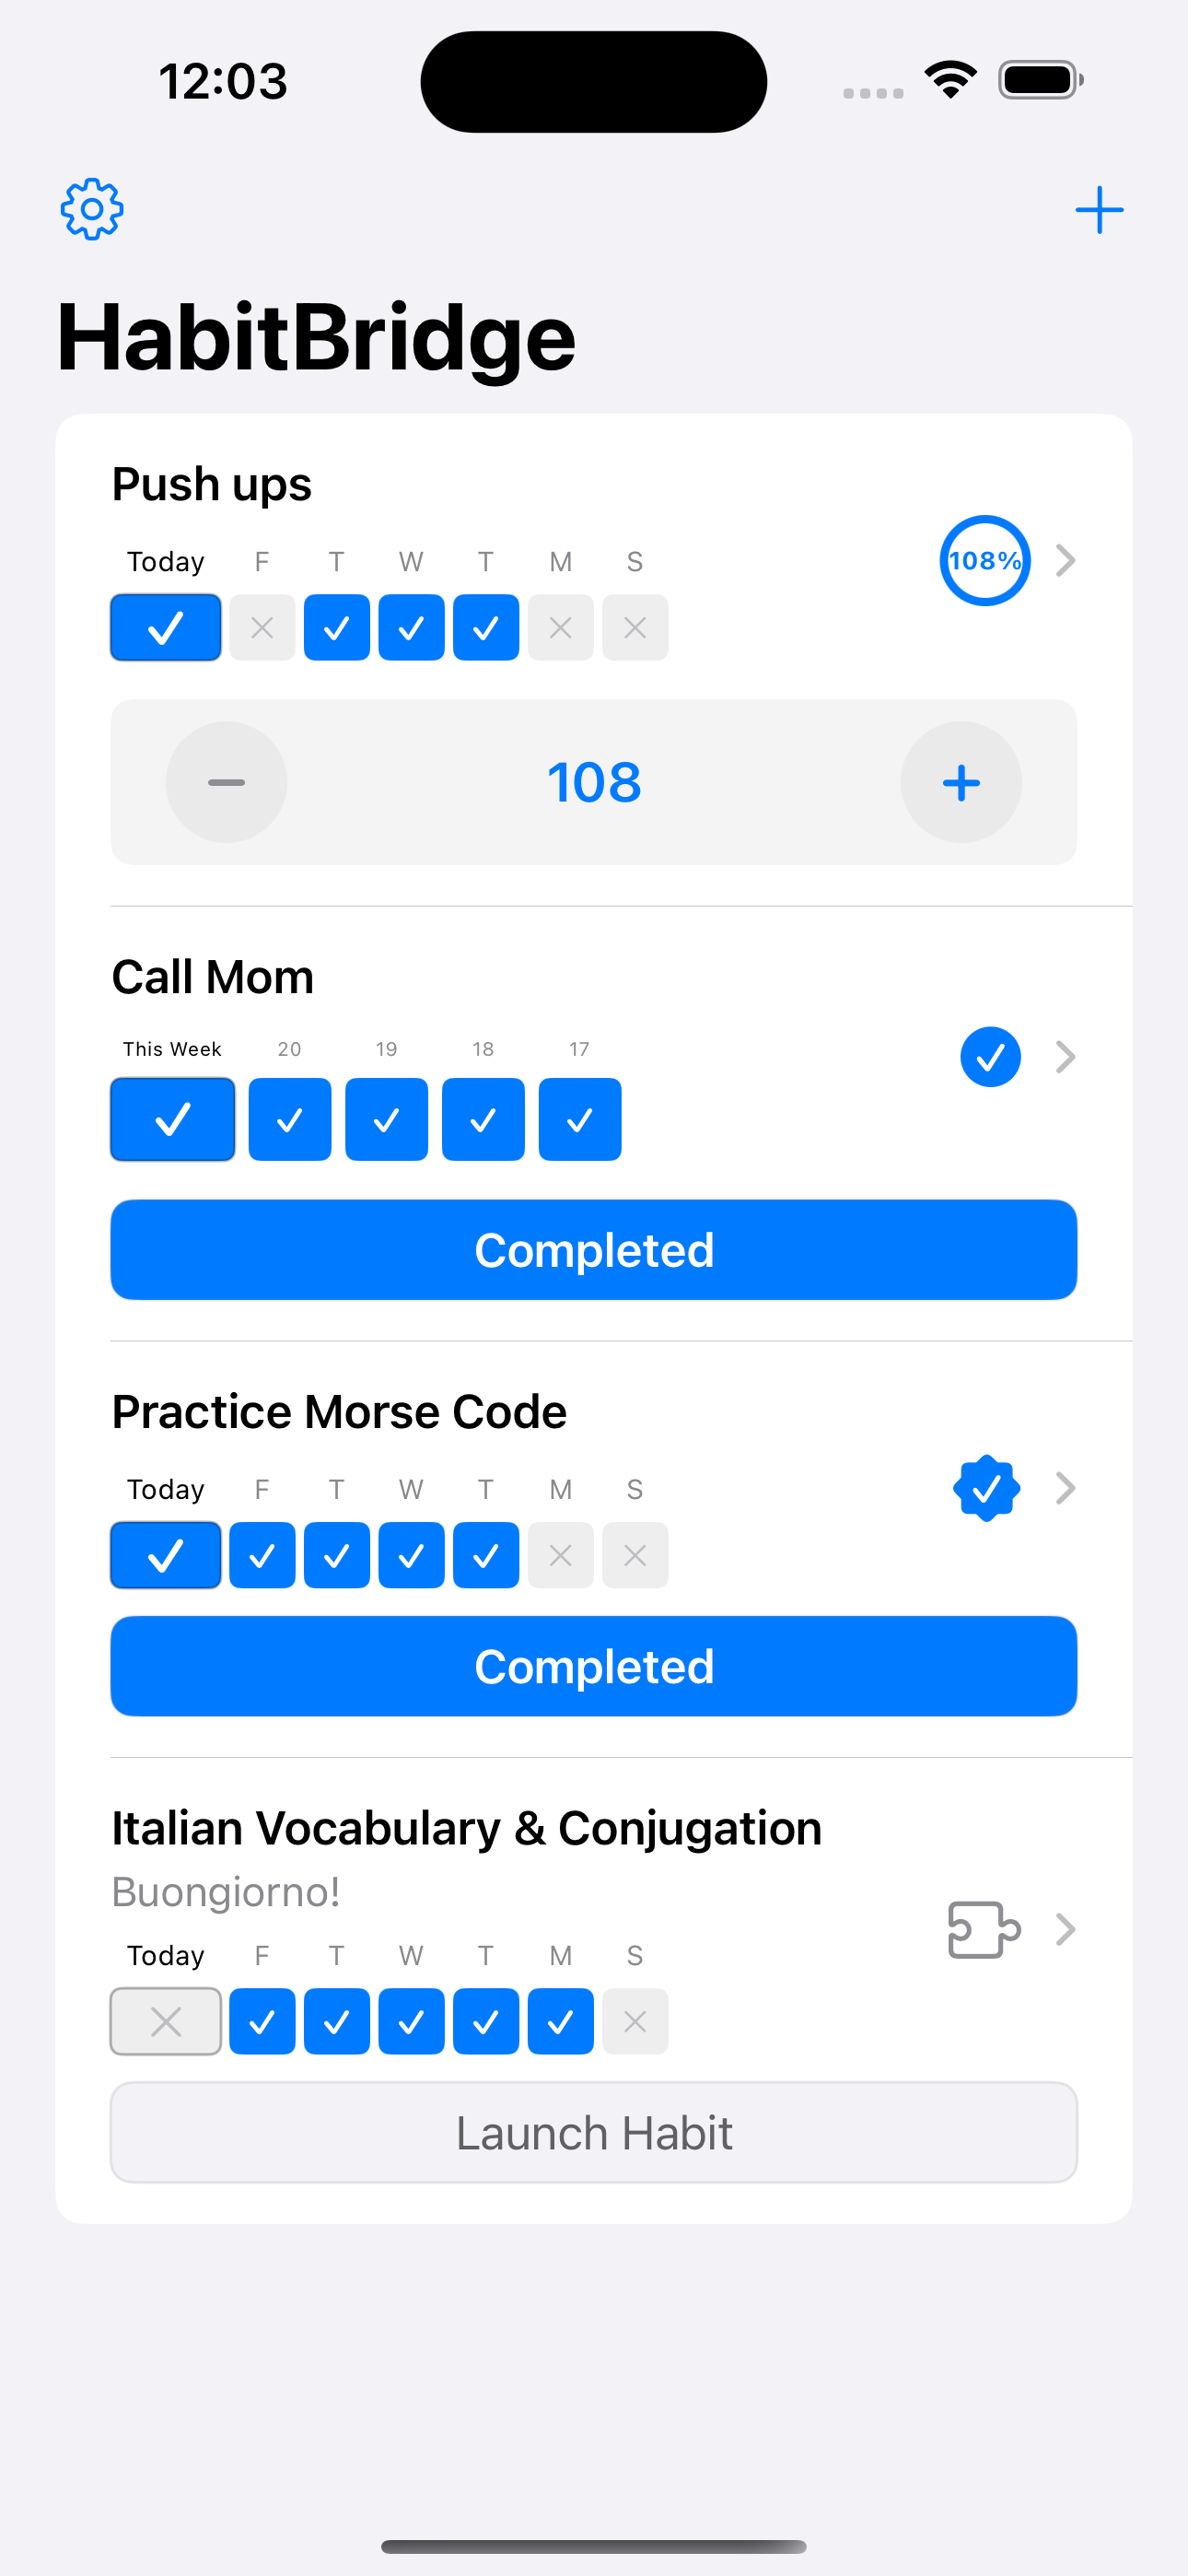 12:03
HabitBridge
Push ups
Today F T W T M S
108%
108
Call Mom
This Week 20 19 18 17
Completed
Practice Morse Code
Today F T W T M S
Completed
Italian Vocabulary & Conjugation
Buongiorno!
Today F T W T M S
Launch Habit